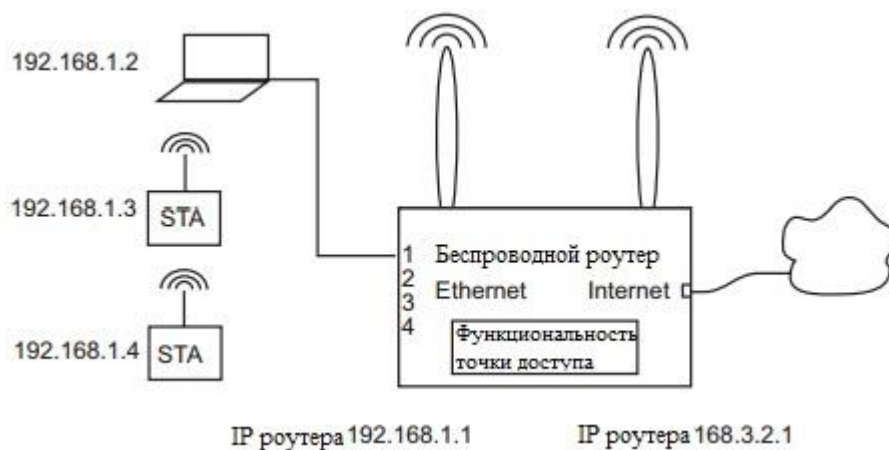 192.168.1.2
192.168.1.3
STA
192.168.1.4
STA
1 Беспроводной роутер
2 Ethernet Internet
3
4 Функциональность
точки доступа
IP роутера 192.168.1.1 IP роутера 168.3.2.1